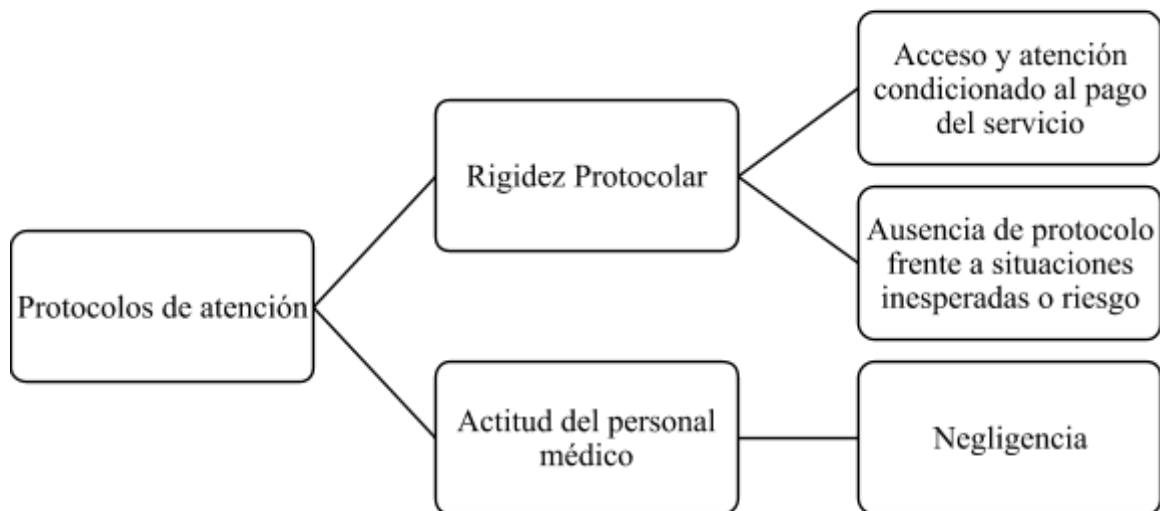 Protocolos de atención
Rigidez Protocolar
Acceso y atención
condicionado al pago
del servicio
Ausencia de protocolo
frente a situaciones
inesperadas o riesgo
Actitud del personal
médico
Negligencia